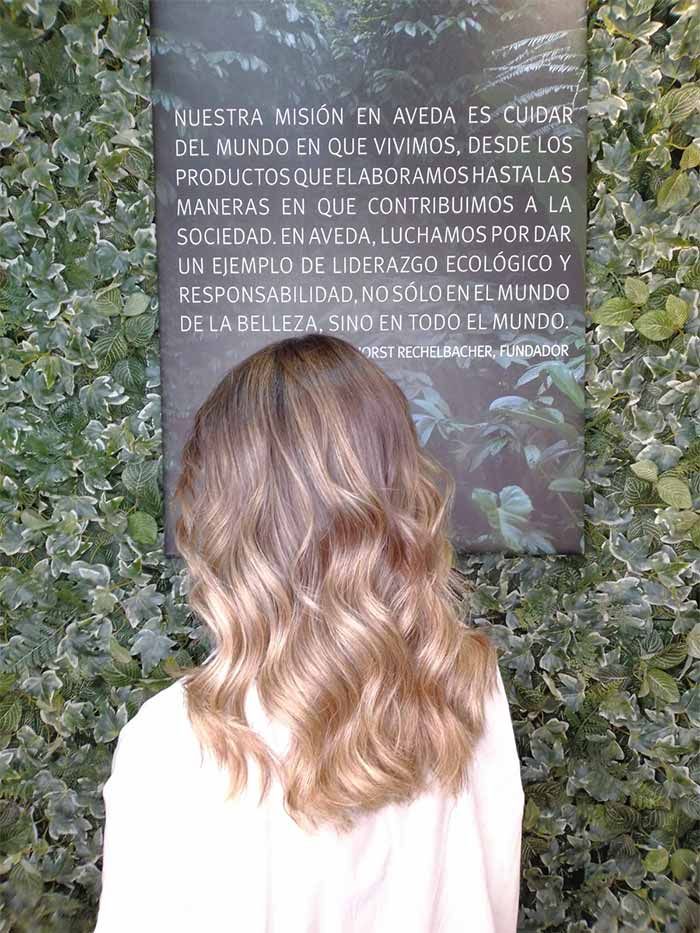 NUESTRA MISIÓN EN AVEDA ES CUIDAR
DEL MUNDO EN QUE VIVIMOS, DESDE LOS
PRODUCTOS QUE ELABORAMOS HASTA LAS
MANERAS EN QUE CONTRIBUIMOS A LA
SOCIEDAD. EN AVEDA, LUCHAMOS POR DAR
UN EJEMPLO DE LIDERAZGO ECOLÓGICO Y
RESPONSABILIDAD, NO SÓLO EN EL MUNDO
DE LA BELLEZA, SINO EN TODO EL MUNDO.
RECHELBACHER, FUNDADOR